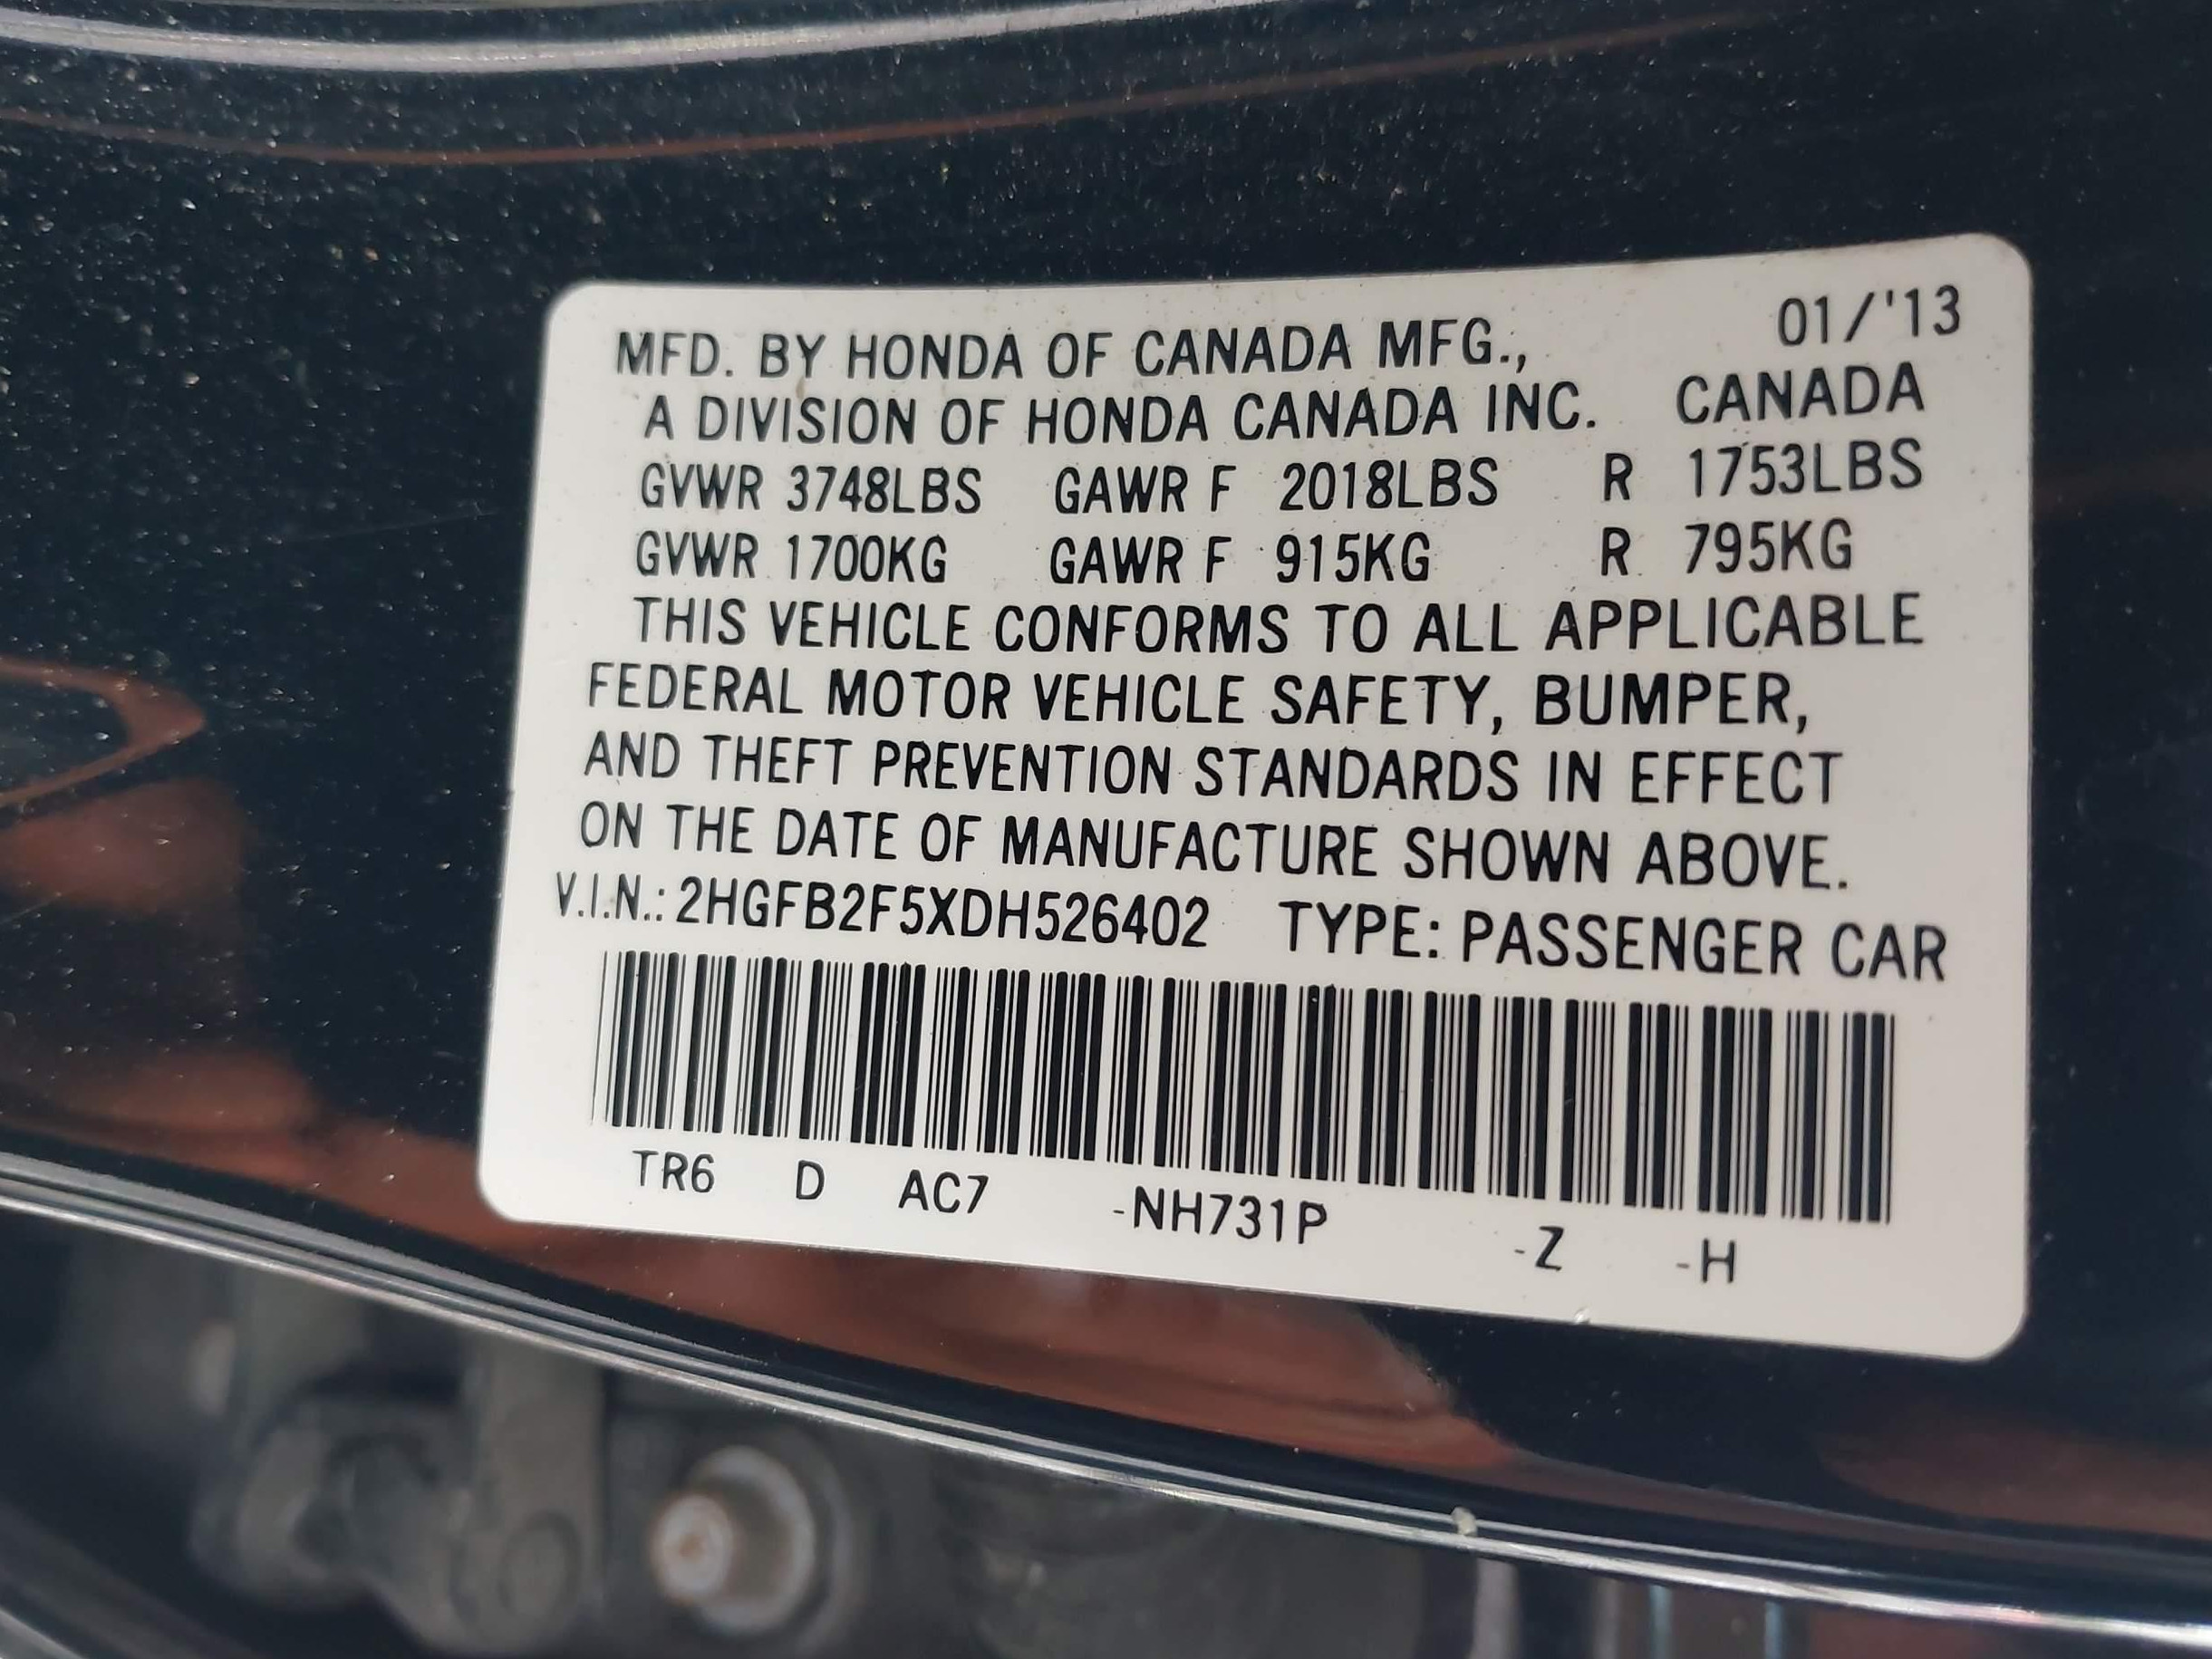 01/'13
MFD. BY HONDA OF CANADA MFG.,
A DIVISION OF HONDA CANADA INC. CANADA
GVWR 3748LBS GAWR F 2018LBS R 1753LBS
GVWR 1700KG GAWR F 915KG R 795KG
THIS VEHICLE CONFORMS TO ALL APPLICABLE
FEDERAL MOTOR VEHICLE SAFETY, BUMPER,
AND THEFT PREVENTION STANDARDS IN EFFECT
ON THE DATE OF MANUFACTURE SHOWN ABOVE.
V.I.N.: 2HGFB2F5XDH526402 TYPE: PASSENGER CAR
TR6 D AC7 -NH731P -Z -H